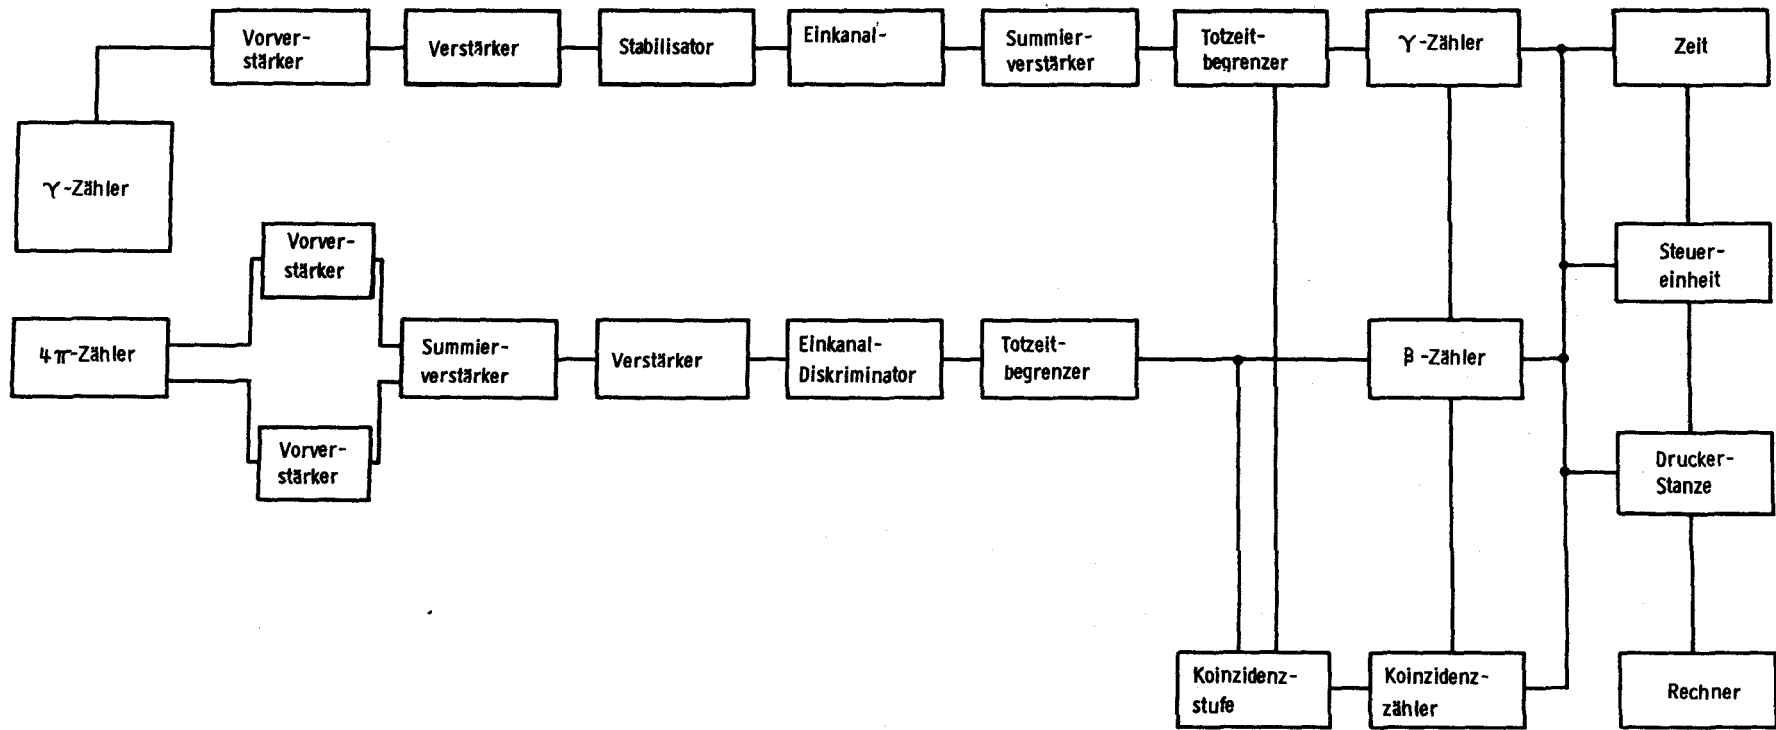 Vorver-
stärker
Verstärker
Stabilisator
Einkanal-
Summier-
verstärker
Totzeit-
begrenzer
γ-Zähler
Zeit
γ-Zähler
Vorver-
stärker
Steuer-
einheit
4π-Zähler
Summier-
verstärker
Verstärker
Einkanal-
Diskriminator
Totzeit-
begrenzer
β-Zähler
Vorver-
stärker
Drucker-
Stanze
Koinzidenz-
stufe
Koinzidenz-
zähler
Rechner